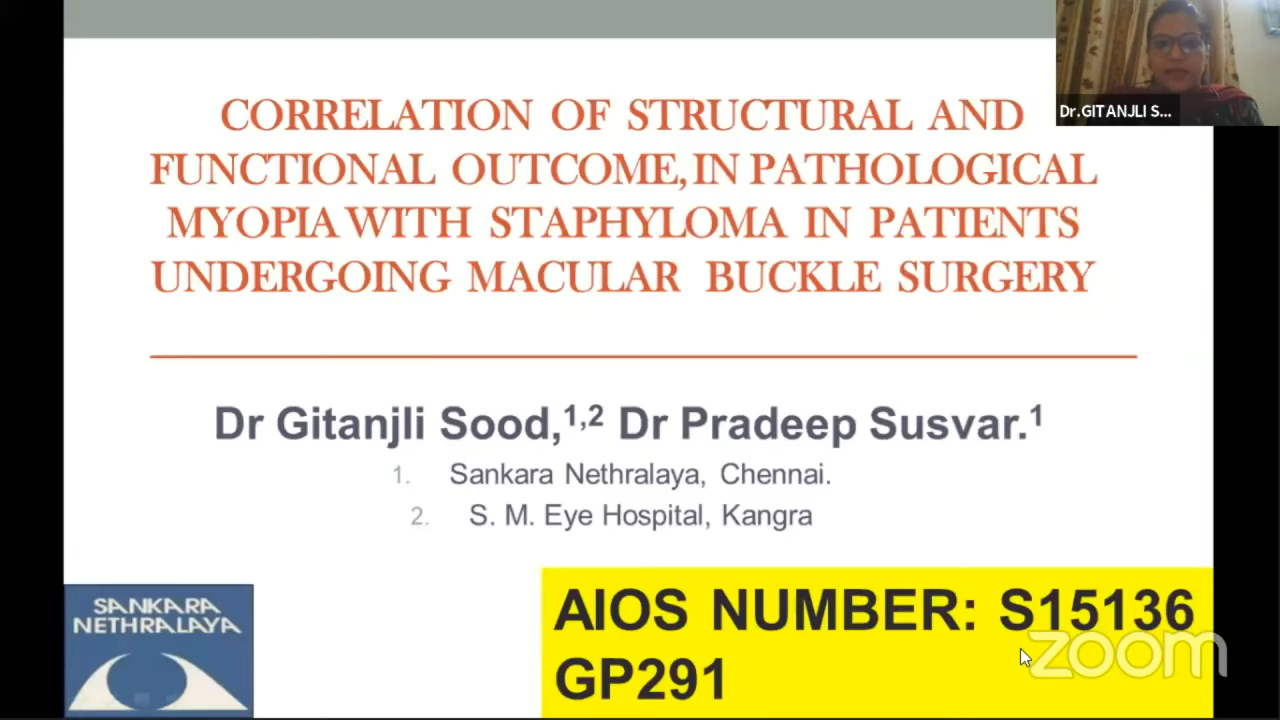 Dr.GITANJLI S...
CORRELATION OF STRUCTURAL AND
FUNCTIONAL OUTCOME, IN PATHOLOGICAL
MYOPIA WITH STAPHYLOMA IN PATIENTS
UNDERGOING MACULAR BUCKLE SURGERY
Dr Gitanjli Sood,1,2 Dr Pradeep Susvar.1
1. Sankara Nethralaya, Chennai.
2. S. M. Eye Hospital, Kangra
SANKARA
NETHRALAYA
AIOS NUMBER: S15136
GP291
zoom